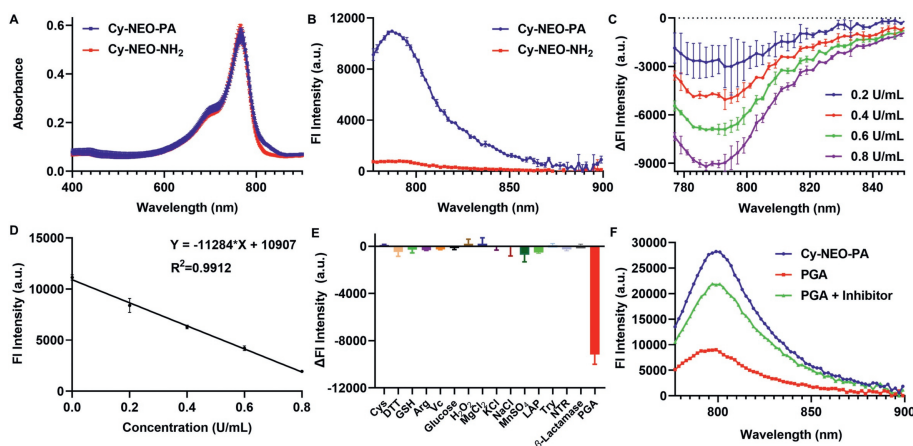 A
Cy-NEO-PA
Cy-NEO-NH2
Absorbance
0.6
0.4
0.2
0.0
400
600
800
Wavelength (nm)
B
Cy-NEO-PA
Cy-NEO-NH2
FI Intensity (a.u.)
12000
8000
4000
0
800
850
900
Wavelength (nm)
C
ΔFI Intensity (a.u.)
0
-3000
-6000
-9000
0.2 U/mL
0.4 U/mL
0.6 U/mL
0.8 U/mL
780
800
820
840
Wavelength (nm)
D
Y = -11284*X + 10907
R²=0.9912
FI Intensity (a.u.)
15000
10000
5000
0
0.0
0.2
0.4
0.6
0.8
Concentration (U/mL)
E
ΔFI Intensity (a.u.)
4000
0
-4000
-8000
-12000
Cys
DTT
GSH
Arg
Vc
Glucose
H2O2
MgCl2
KCl
NaCl
MnSO4
LAP
Try
NTR
β-Lactamase
PGA
F
Cy-NEO-PA
PGA
PGA + Inhibitor
FI Intensity (a.u.)
30000
25000
20000
15000
10000
5000
0
800
850
900
Wavelength (nm)